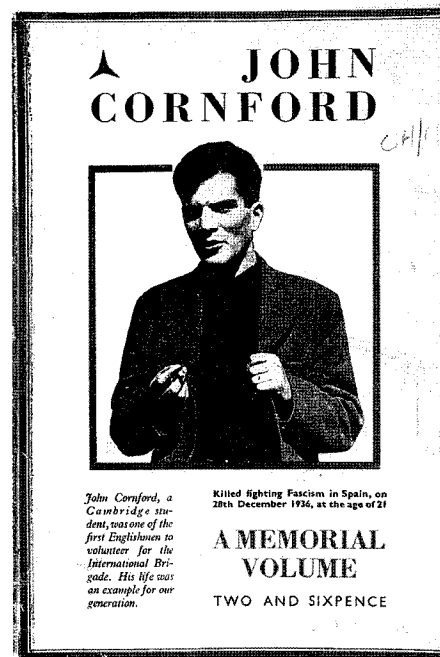 JOHN
CORNFORD
John Cornford, a
Cambridge stu-
dent, was one of the
first Englishmen to
volunteer for the
International Bri-
gade. His life was
an example for our
generation.
Killed fighting Fascism in Spain, on
28th December 1936, at the age of 21
A MEMORIAL
VOLUME
TWO AND SIXPENCE